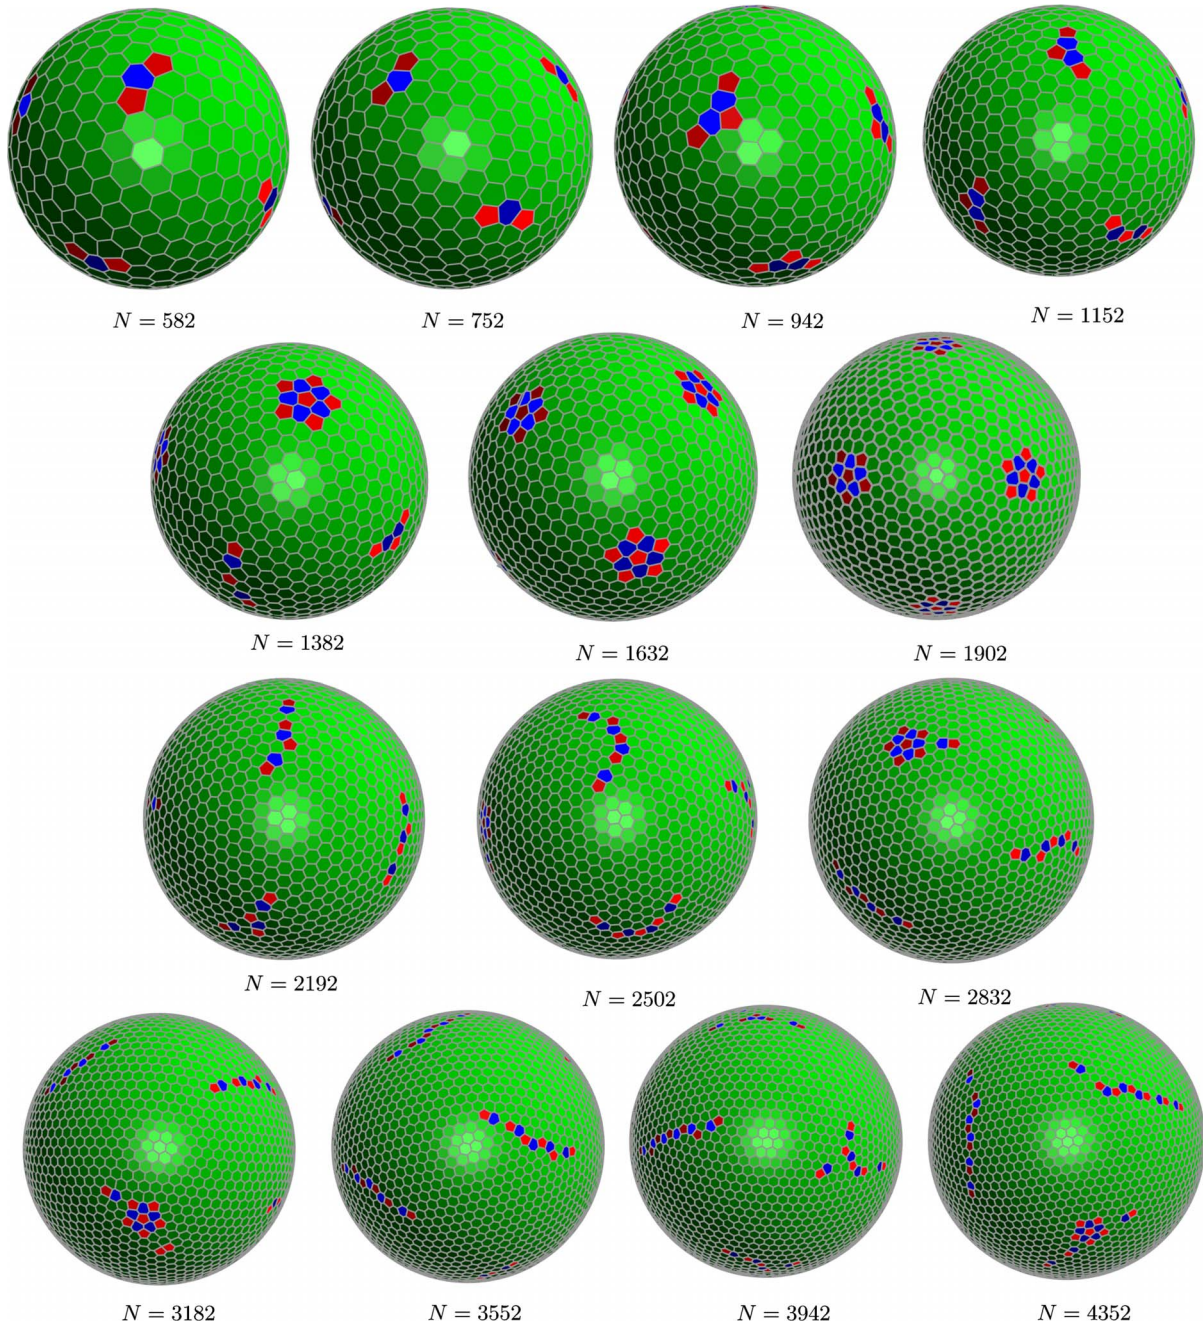 N = 582
N = 752
N = 942
N = 1152
N = 1382
N = 1632
N = 1902
N = 2192
N = 2502
N = 2832
N = 3182
N = 3552
N = 3942
N = 4352